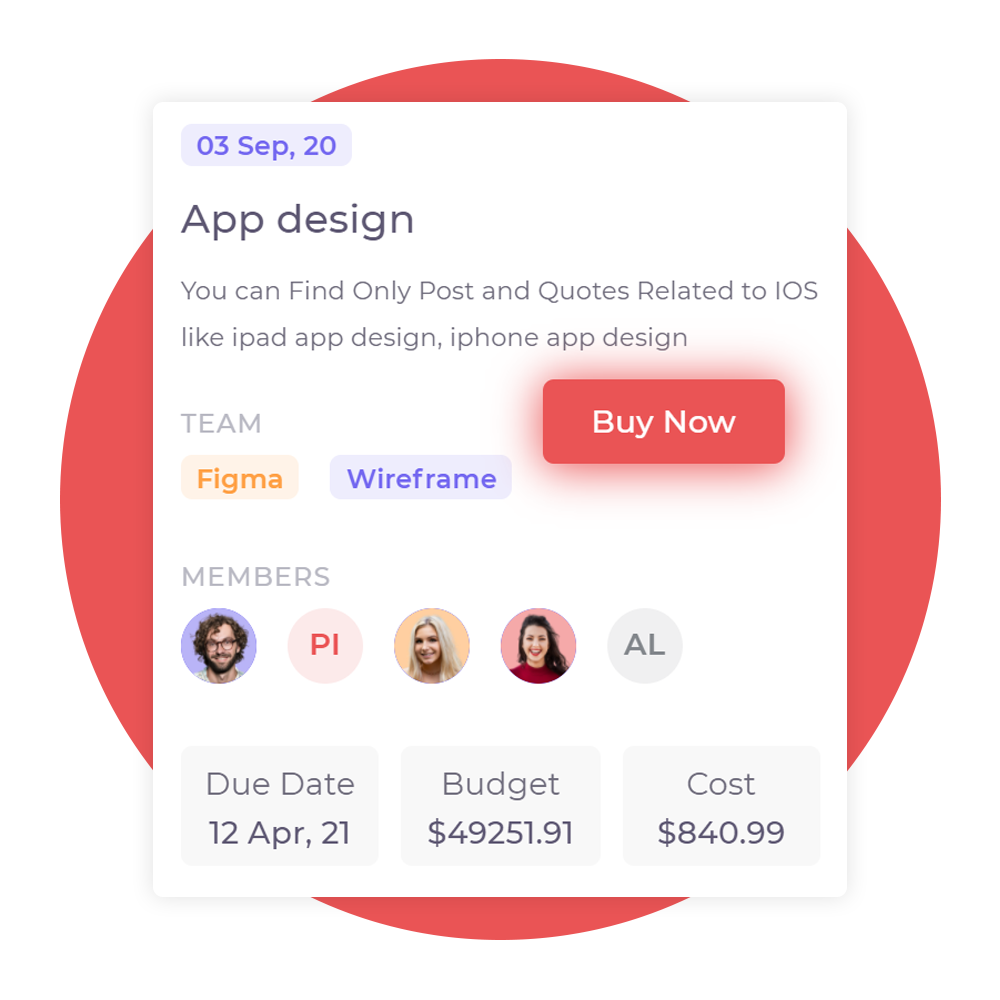 03 Sep, 20
App design
You can Find Only Post and Quotes Related to IOS
like ipad app design, iphone app design
Buy Now
TEAM
Figma Wireframe
MEMBERS
PI AL
Due Date Budget Cost
12 Apr, 21 $49251.91 $840.99